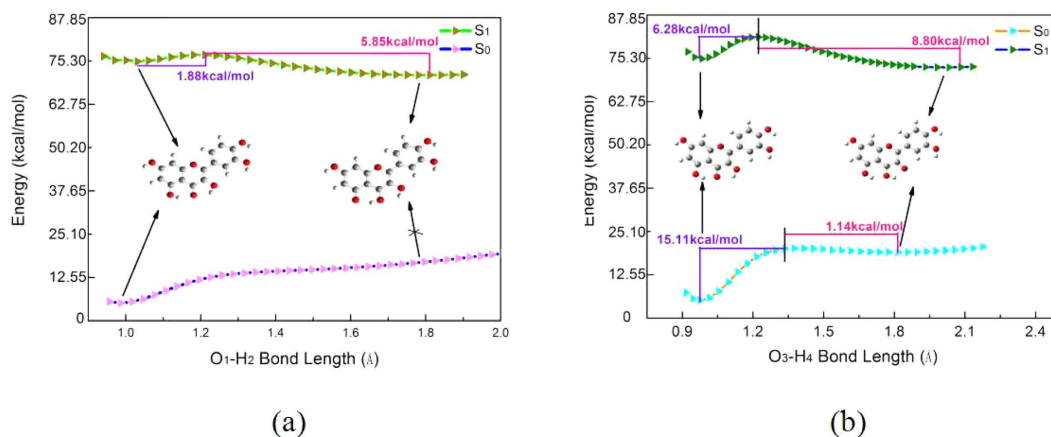 87.85
75.30
62.75
50.20
37.65
25.10
12.55
0
Energy (kcal/mol)
S1
S0
5.85kcal/mol
1.88kcal/mol
1.0
1.2
1.4
1.6
1.8
2.0
O1-H2 Bond Length (Å)
(a)
87.85
75.30
62.75
50.20
37.65
25.10
12.55
0
Energy (kcal/mol)
S0
S1
6.28kcal/mol
8.80kcal/mol
15.11kcal/mol
1.14kcal/mol
0.9
1.2
1.5
1.8
2.1
2.4
O3-H4 Bond Length (Å)
(b)